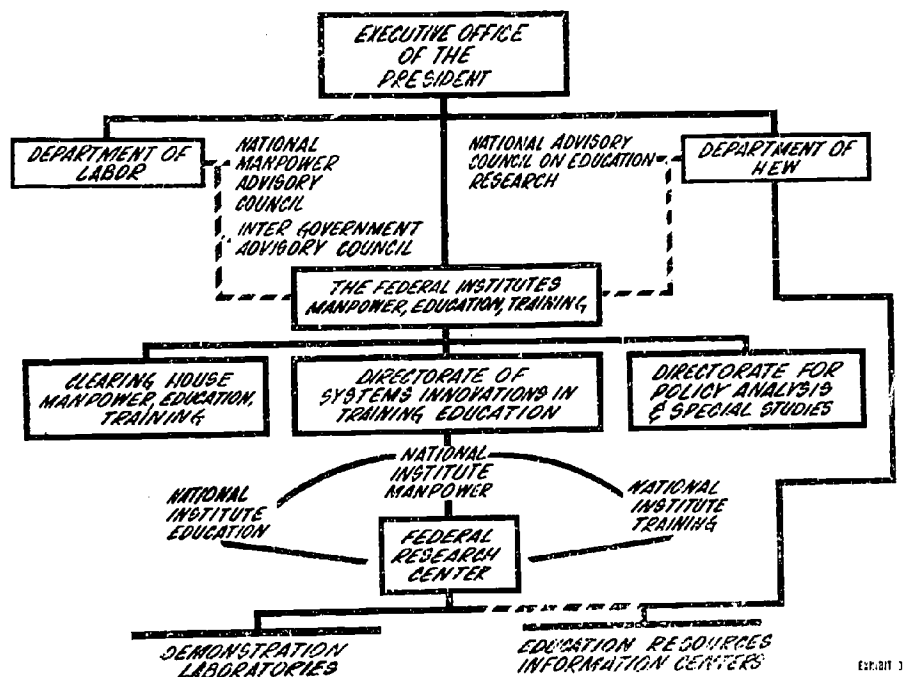 EXECUTIVE OFFICE
OF THE
PRESIDENT
DEPARTMENT OF
LABOR
NATIONAL
MANPOWER
ADVISORY
COUNCIL
INTER GOVERNMENT
ADVISORY COUNCIL
NATIONAL ADVISORY
COUNCIL ON EDUCATION
RESEARCH
DEPARTMENT OF
HEW
THE FEDERAL INSTITUTES
MANPOWER, EDUCATION, TRAINING
CLEARING HOUSE
MANPOWER, EDUCATION,
TRAINING
DIRECTORATE OF
SYSTEMS INNOVATIONS IN
TRAINING EDUCATION
DIRECTORATE FOR
POLICY ANALYSIS
& SPECIAL STUDIES
NATIONAL
INSTITUTE
MANPOWER
NATIONAL
INSTITUTE
EDUCATION
NATIONAL
INSTITUTE
TRAINING
FEDERAL
RESEARCH
CENTER
DEMONSTRATION
LABORATORIES
EDUCATION RESOURCES
INFORMATION CENTERS
EXHIBIT